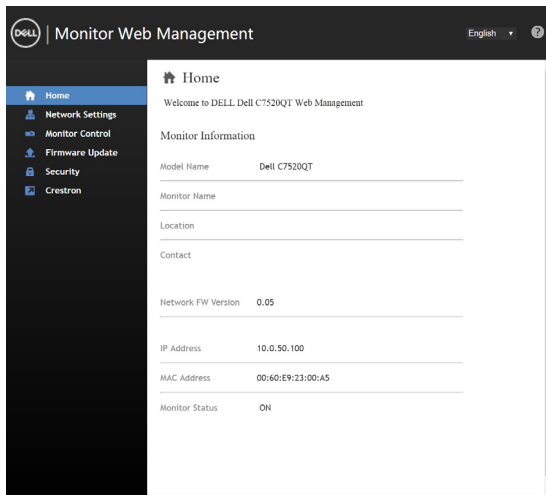 DELL | Monitor Web Management
English ▼ ?
Home
Network Settings
Monitor Control
Firmware Update
Security
Crestron
Home
Welcome to DELL Dell C7520QT Web Management
Monitor Information
Model Name Dell C7520QT
Monitor Name
Location
Contact
Network FW Version 0.05
IP Address 10.0.50.100
MAC Address 00:60:E9:23:00:A5
Monitor Status ON